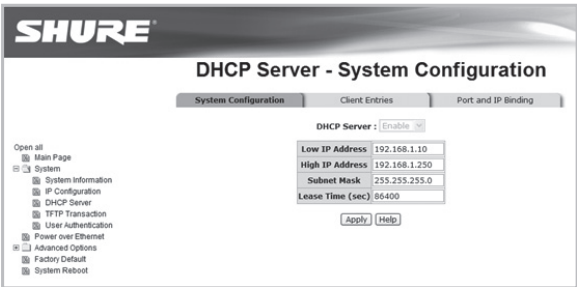 SHURE
DHCP Server - System Configuration
System Configuration
Client Entries
Port and IP Binding
DHCP Server : Enable
Open all
Main Page
System
System Information
IP Configuration
DHCP Server
TFTP Transaction
User Authentication
Power over Ethernet
Advanced Options
Factory Default
System Reboot
Low IP Address 192.168.1.10
High IP Address 192.168.1.250
Subnet Mask 255.255.255.0
Lease Time (sec) 86400
Apply Help